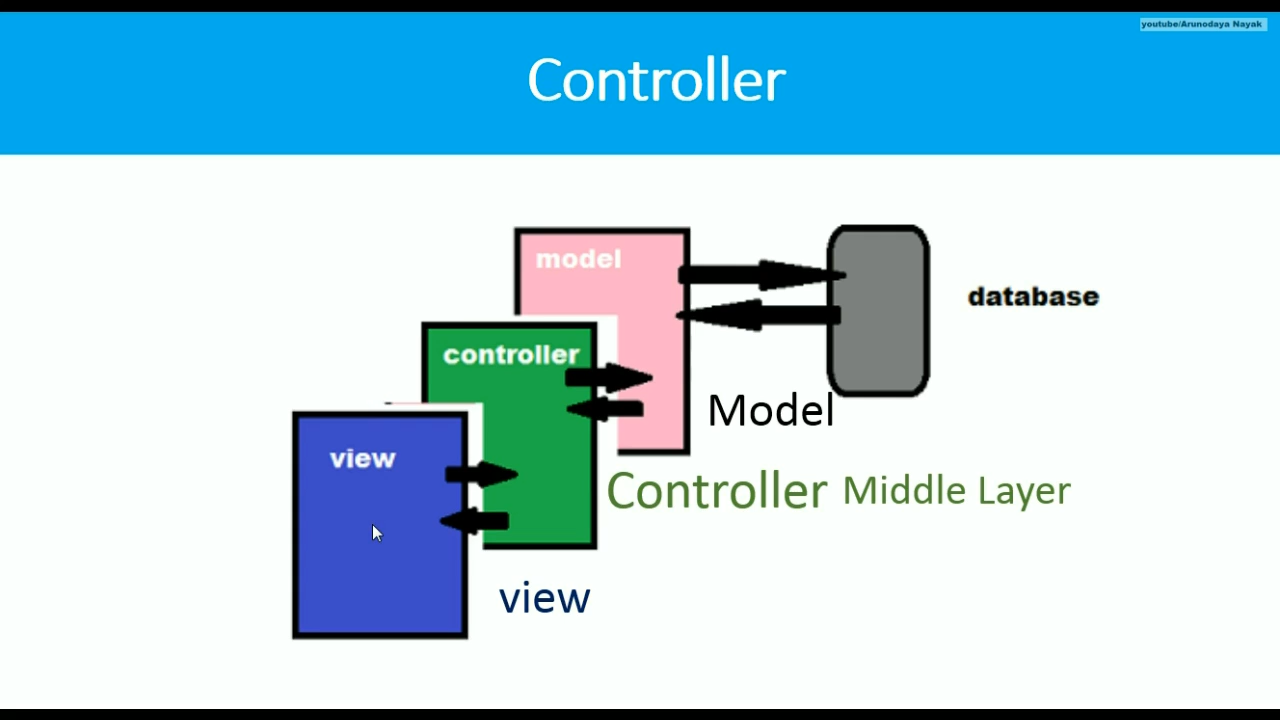 youtube/Arunodaya Nayak
Controller
model
database
controller
Model
view
Controller Middle Layer
view